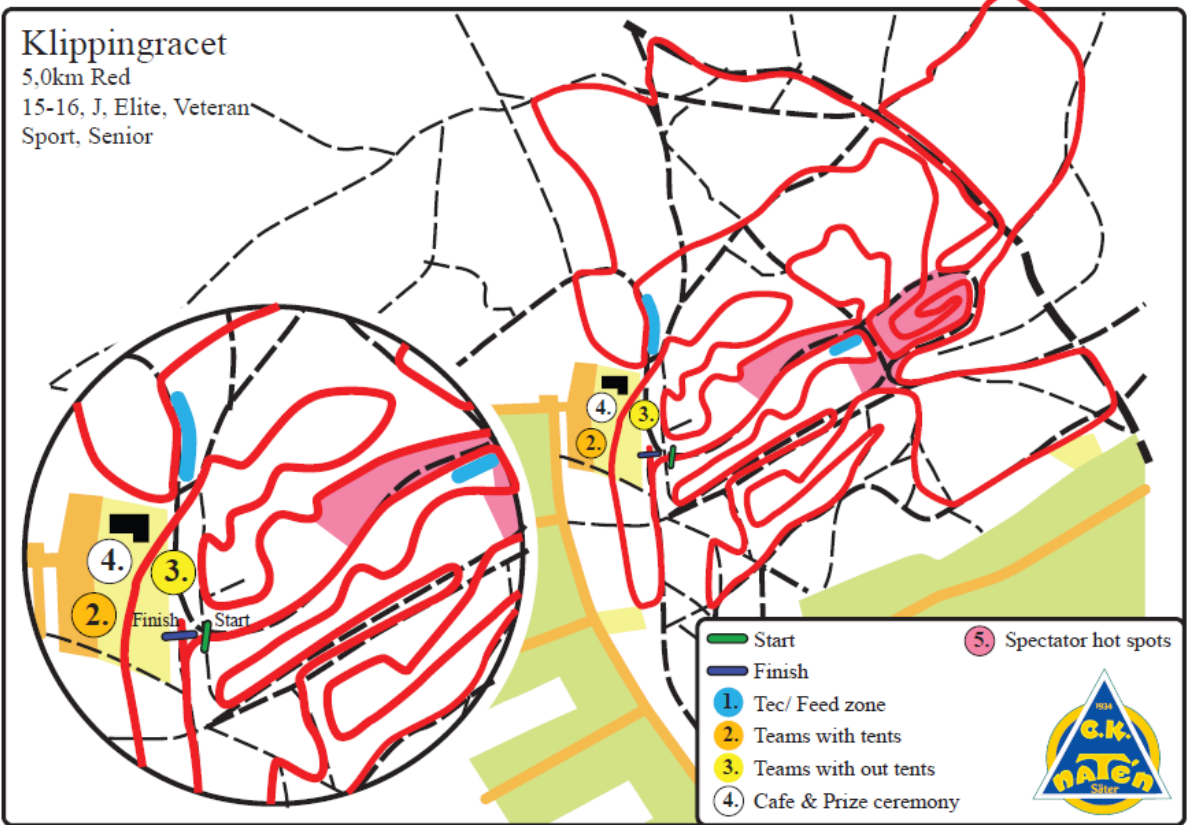 Klippingracet
5,0km Red
15-16, J, Elite, Veteran
Sport, Senior
4.
3.
2.
4.
3.
2.
Finish
Start
Start
Finish
1. Tec/ Feed zone
2. Teams with tents
3. Teams with out tents
4. Cafe & Prize ceremony
5. Spectator hot spots
1934
C.K.
NATÉN
Säter